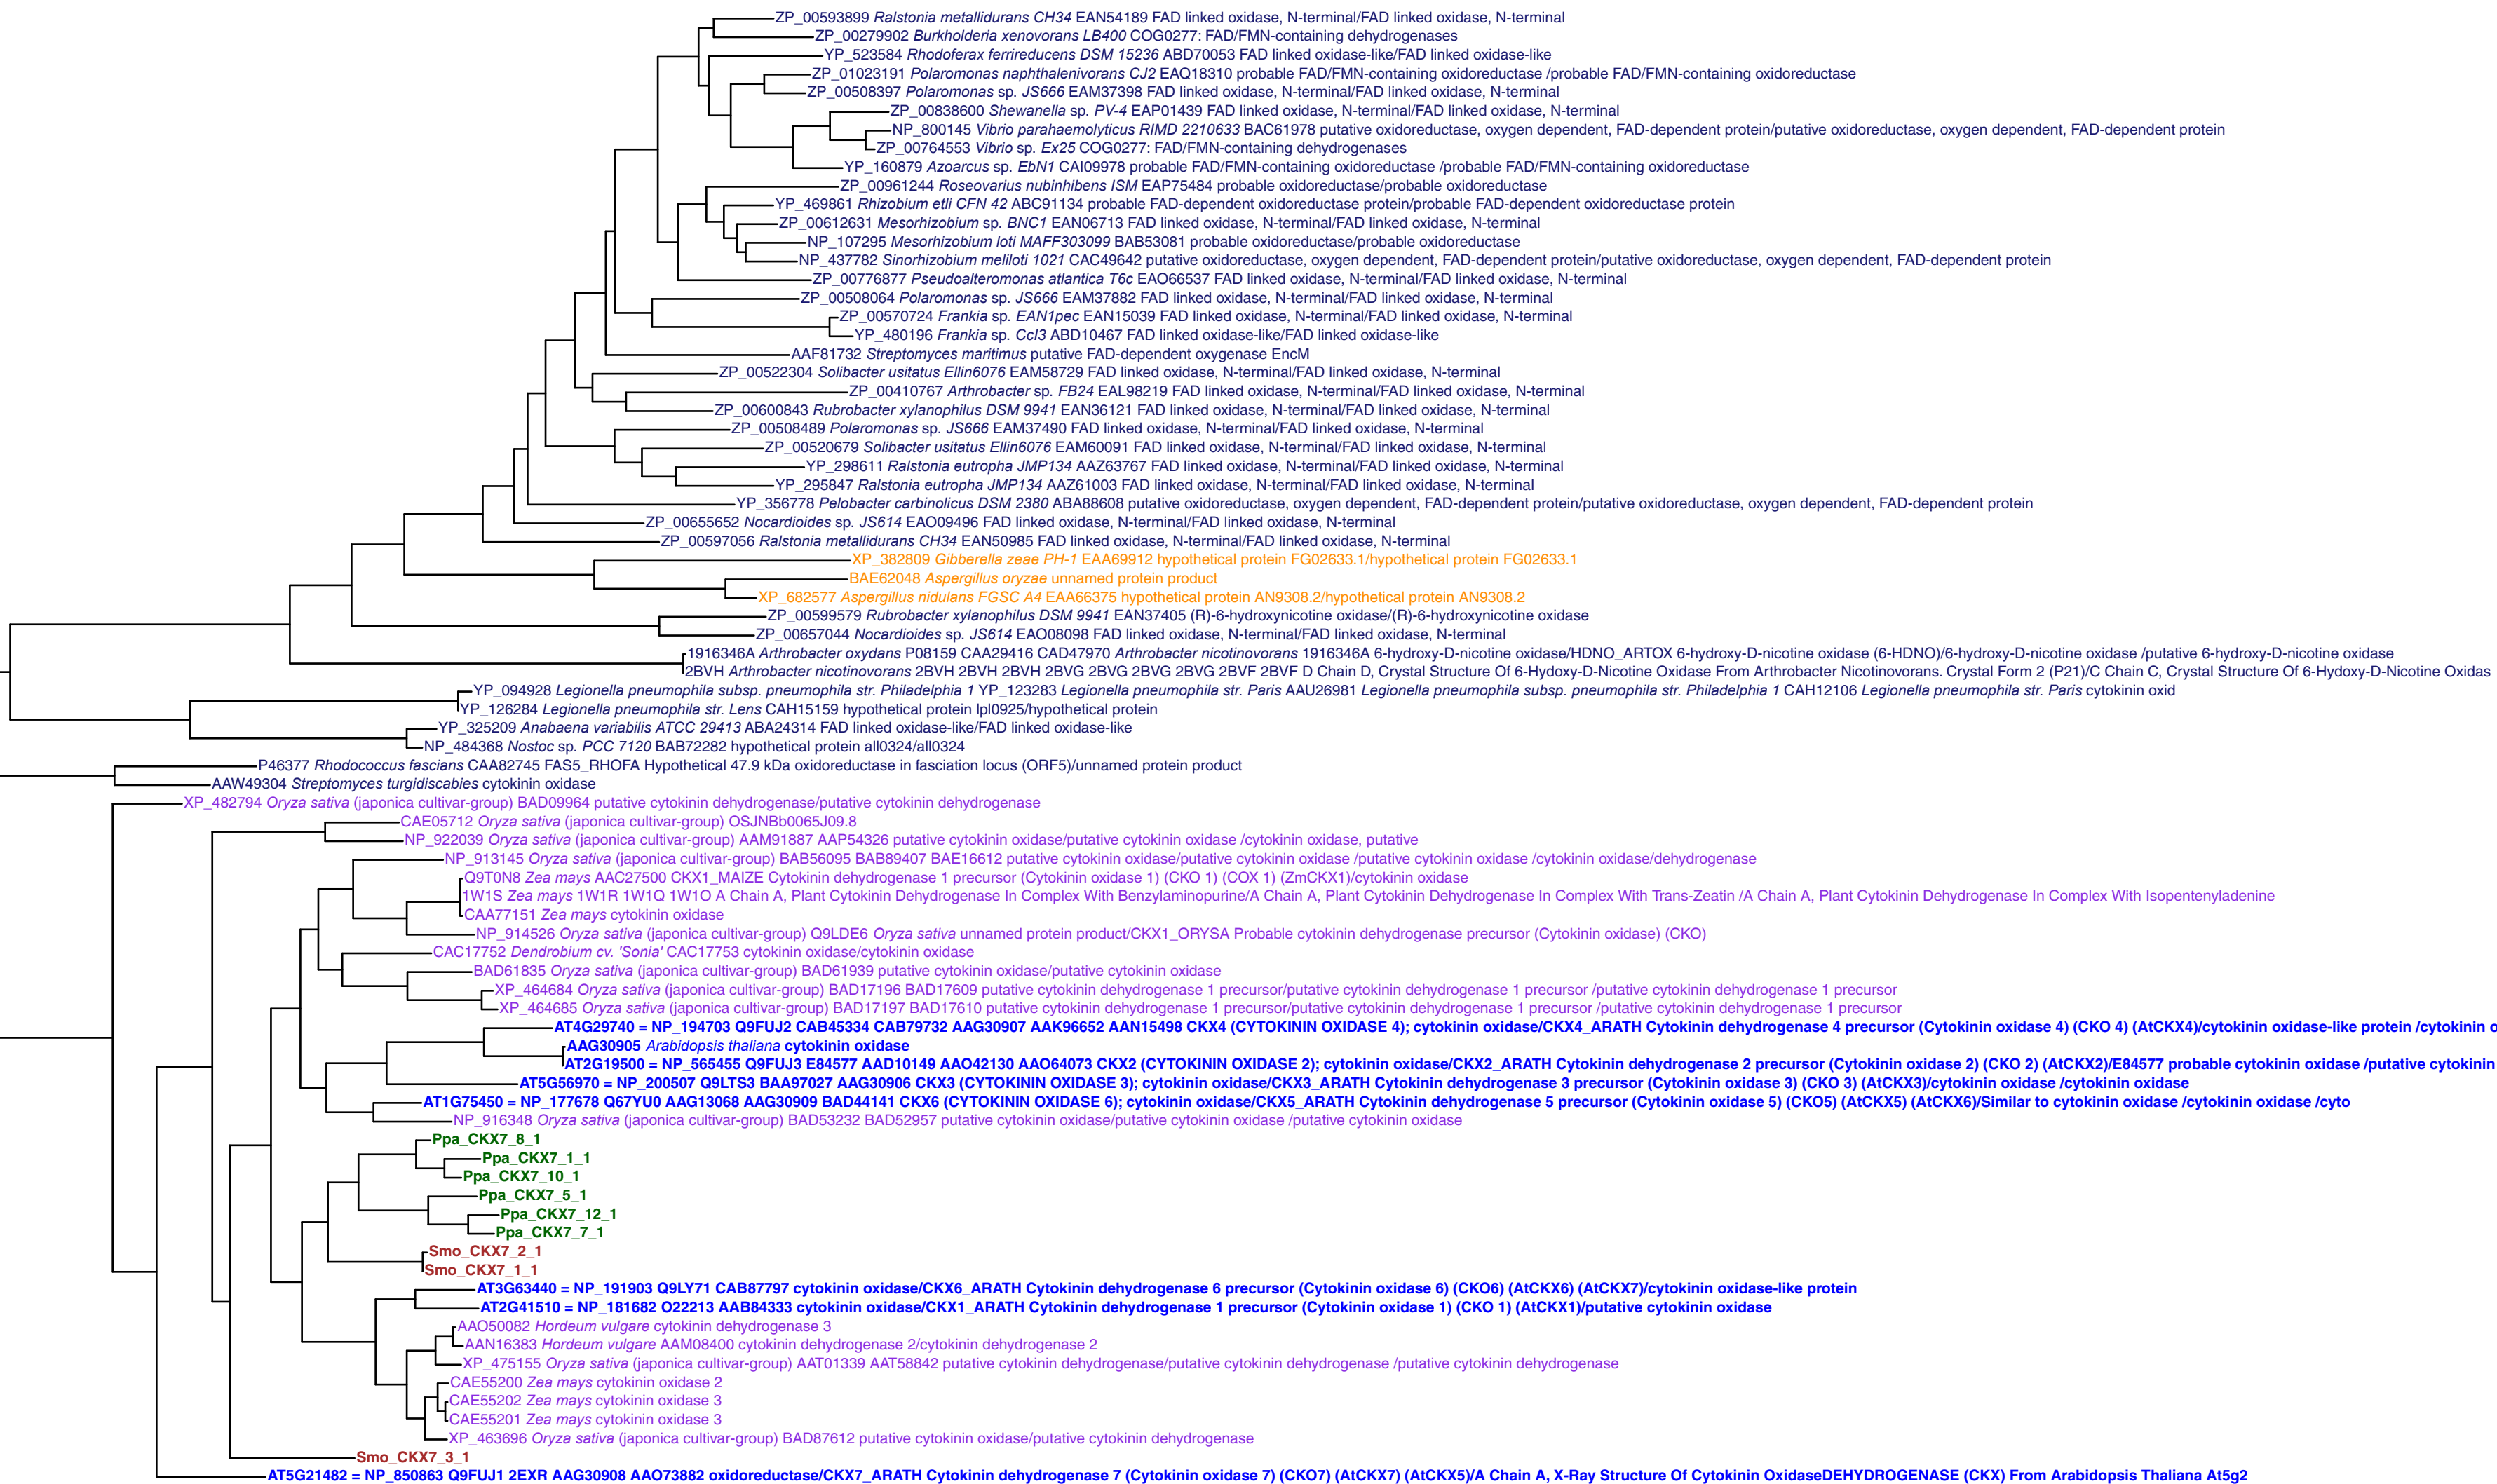 ZP_00593899 Ralstonia metallidurans CH34 EAN54189 FAD linked oxidase, N-terminal/FAD linked oxidase, N-terminal
ZP_00279902 Burkholderia xenovorans LB400 COG0277: FAD/FMN-containing dehydrogenases
YP_523584 Rhodoferax ferrireducens DSM 15236 ABD70053 FAD linked oxidase-like/FAD linked oxidase-like
ZP_01023191 Polaromonas naphthalenivorans CJ2 EAQ18310 probable FAD/FMN-containing oxidoreductase /probable FAD/FMN-containing oxidoreductase
ZP_00508397 Polaromonas sp. JS666 EAM37398 FAD linked oxidase, N-terminal/FAD linked oxidase, N-terminal
ZP_00838600 Shewanella sp. PV-4 EAP01439 FAD linked oxidase, N-terminal/FAD linked oxidase, N-terminal
NP_800145 Vibrio parahaemolyticus RIMD 2210633 BAC61978 putative oxidoreductase, oxygen dependent, FAD-dependent protein/putative oxidoreductase, oxygen dependent, FAD-dependent protein
ZP_00764553 Vibrio sp. Ex25 COG0277: FAD/FMN-containing dehydrogenases
YP_160879 Azoarcus sp. EbN1 CAI09978 probable FAD/FMN-containing oxidoreductase /probable FAD/FMN-containing oxidoreductase
ZP_00961244 Roseovarius nubinhibens ISM EAP75484 probable oxidoreductase/probable oxidoreductase
YP_469861 Rhizobium etli CFN 42 ABC91134 probable FAD-dependent oxidoreductase protein/probable FAD-dependent oxidoreductase protein
ZP_00612631 Mesorhizobium sp. BNC1 EAN06713 FAD linked oxidase, N-terminal/FAD linked oxidase, N-terminal
NP_107295 Mesorhizobium loti MAFF303099 BAB53081 probable oxidoreductase/probable oxidoreductase
NP_437782 Sinorhizobium meliloti 1021 CAC49642 putative oxidoreductase, oxygen dependent, FAD-dependent protein/putative oxidoreductase, oxygen dependent, FAD-dependent protein
ZP_00776877 Pseudoalteromonas atlantica T6c EAO66537 FAD linked oxidase, N-terminal/FAD linked oxidase, N-terminal
ZP_00508064 Polaromonas sp. JS666 EAM37882 FAD linked oxidase, N-terminal/FAD linked oxidase, N-terminal
ZP_00570724 Frankia sp. EAN1pec EAN15039 FAD linked oxidase, N-terminal/FAD linked oxidase, N-terminal
YP_480196 Frankia sp. CcI3 ABD10467 FAD linked oxidase-like/FAD linked oxidase-like
AAF81732 Streptomyces maritimus putative FAD-dependent oxygenase EncM
ZP_00522304 Solibacter usitatus Ellin6076 EAM58729 FAD linked oxidase, N-terminal/FAD linked oxidase, N-terminal
ZP_00410767 Arthrobacter sp. FB24 EAL98219 FAD linked oxidase, N-terminal/FAD linked oxidase, N-terminal
ZP_00600843 Rubrobacter xylanophilus DSM 9941 EAN36121 FAD linked oxidase, N-terminal/FAD linked oxidase, N-terminal
ZP_00508489 Polaromonas sp. JS666 EAM37490 FAD linked oxidase, N-terminal/FAD linked oxidase, N-terminal
ZP_00520679 Solibacter usitatus Ellin6076 EAM60091 FAD linked oxidase, N-terminal/FAD linked oxidase, N-terminal
YP_298611 Ralstonia eutropha JMP134 AAZ63767 FAD linked oxidase, N-terminal/FAD linked oxidase, N-terminal
YP_295847 Ralstonia eutropha JMP134 AAZ61003 FAD linked oxidase, N-terminal/FAD linked oxidase, N-terminal
YP_356778 Pelobacter carbinolicus DSM 2380 ABA88608 putative oxidoreductase, oxygen dependent, FAD-dependent protein/putative oxidoreductase, oxygen dependent, FAD-dependent protein
ZP_00655652 Nocardioides sp. JS614 EAO09496 FAD linked oxidase, N-terminal/FAD linked oxidase, N-terminal
ZP_00597056 Ralstonia metallidurans CH34 EAN50985 FAD linked oxidase, N-terminal/FAD linked oxidase, N-terminal
XP_382809 Gibberella zeae PH-1 EAA69912 hypothetical protein FG02633.1/hypothetical protein FG02633.1
BAE62048 Aspergillus oryzae unnamed protein product
XP_682577 Aspergillus nidulans FGSC A4 EAA66375 hypothetical protein AN9308.2/hypothetical protein AN9308.2
ZP_00599579 Rubrobacter xylanophilus DSM 9941 EAN37405 (R)-6-hydroxynicotine oxidase/(R)-6-hydroxynicotine oxidase
ZP_00657044 Nocardioides sp. JS614 EAO08098 FAD linked oxidase, N-terminal/FAD linked oxidase, N-terminal
1916346A Arthrobacter oxydans P08159 CAA29416 CAD47970 Arthrobacter nicotinovorans 1916346A 6-hydroxy-D-nicotine oxidase/HDNO_ARTOX 6-hydroxy-D-nicotine oxidase (6-HDNO)/6-hydroxy-D-nicotine oxidase /putative 6-hydroxy-D-nicotine oxidase
2BVH Arthrobacter nicotinovorans 2BVH 2BVH 2BVH 2BVG 2BVG 2BVG 2BVG 2BVF 2BVF D Chain D, Crystal Structure Of 6-Hydoxy-D-Nicotine Oxidase From Arthrobacter Nicotinovorans. Crystal Form 2 (P21)/C Chain C, Crystal Structure Of 6-Hydoxy-D-Nicotine Oxidas
YP_094928 Legionella pneumophila subsp. pneumophila str. Philadelphia 1 YP_123283 Legionella pneumophila str. Paris AAU26981 Legionella pneumophila subsp. pneumophila str. Philadelphia 1 CAH12106 Legionella pneumophila str. Paris cytokinin oxid
YP_126284 Legionella pneumophila str. Lens CAH15159 hypothetical protein lpl0925/hypothetical protein
YP_325209 Anabaena variabilis ATCC 29413 ABA24314 FAD linked oxidase-like/FAD linked oxidase-like
NP_484368 Nostoc sp. PCC 7120 BAB72282 hypothetical protein all0324/all0324
P46377 Rhodococcus fascians CAA82745 FAS5_RHOFA Hypothetical 47.9 kDa oxidoreductase in fasciation locus (ORF5)/unnamed protein product
AAW49304 Streptomyces turgidiscabies cytokinin oxidase
XP_482794 Oryza sativa (japonica cultivar-group) BAD09964 putative cytokinin dehydrogenase/putative cytokinin dehydrogenase
CAE05712 Oryza sativa (japonica cultivar-group) OSJNBb0065J09.8
NP_922039 Oryza sativa (japonica cultivar-group) AAM91887 AAP54326 putative cytokinin oxidase/putative cytokinin oxidase /cytokinin oxidase, putative
NP_913145 Oryza sativa (japonica cultivar-group) BAB56095 BAB89407 BAE16612 putative cytokinin oxidase/putative cytokinin oxidase /putative cytokinin oxidase /cytokinin oxidase/dehydrogenase
Q9T0N8 Zea mays AAC27500 CKX1_MAIZE Cytokinin dehydrogenase 1 precursor (Cytokinin oxidase 1) (CKO 1) (COX 1) (ZmCKX1)/cytokinin oxidase
1W1S Zea mays 1W1R 1W1Q 1W1O A Chain A, Plant Cytokinin Dehydrogenase In Complex With Benzylaminopurine/A Chain A, Plant Cytokinin Dehydrogenase In Complex With Trans-Zeatin /A Chain A, Plant Cytokinin Dehydrogenase In Complex With Isopentenyladenine
CAA77151 Zea mays cytokinin oxidase
NP_914526 Oryza sativa (japonica cultivar-group) Q9LDE6 Oryza sativa unnamed protein product/CKX1_ORYSA Probable cytokinin dehydrogenase precursor (Cytokinin oxidase) (CKO)
CAC17752 Dendrobium cv. 'Sonia' CAC17753 cytokinin oxidase/cytokinin oxidase
BAD61835 Oryza sativa (japonica cultivar-group) BAD61939 putative cytokinin oxidase/putative cytokinin oxidase
XP_464684 Oryza sativa (japonica cultivar-group) BAD17196 BAD17609 putative cytokinin dehydrogenase 1 precursor/putative cytokinin dehydrogenase 1 precursor /putative cytokinin dehydrogenase 1 precursor
XP_464685 Oryza sativa (japonica cultivar-group) BAD17197 BAD17610 putative cytokinin dehydrogenase 1 precursor/putative cytokinin dehydrogenase 1 precursor /putative cytokinin dehydrogenase 1 precursor
AT4G29740 = NP_194703 Q9FUJ2 CAB45334 CAB79732 AAG30907 AAK96652 AAN15498 CKX4 (CYTOKININ OXIDASE 4); cytokinin oxidase/CKX4_ARATH Cytokinin dehydrogenase 4 precursor (Cytokinin oxidase 4) (CKO 4) (AtCKX4)/cytokinin oxidase-like protein /cytokinin o
AAG30905 Arabidopsis thaliana cytokinin oxidase
AT2G19500 = NP_565455 Q9FUJ3 E84577 AAD10149 AAO42130 AAO64073 CKX2 (CYTOKININ OXIDASE 2); cytokinin oxidase/CKX2_ARATH Cytokinin dehydrogenase 2 precursor (Cytokinin oxidase 2) (CKO 2) (AtCKX2)/E84577 probable cytokinin oxidase /putative cytokinin
AT5G56970 = NP_200507 Q9LTS3 BAA97027 AAG30906 CKX3 (CYTOKININ OXIDASE 3); cytokinin oxidase/CKX3_ARATH Cytokinin dehydrogenase 3 precursor (Cytokinin oxidase 3) (CKO 3) (AtCKX3)/cytokinin oxidase /cytokinin oxidase
AT1G75450 = NP_177678 Q67YU0 AAG13068 AAG30909 BAD44141 CKX6 (CYTOKININ OXIDASE 6); cytokinin oxidase/CKX5_ARATH Cytokinin dehydrogenase 5 precursor (Cytokinin oxidase 5) (CKO5) (AtCKX5) (AtCKX6)/Similar to cytokinin oxidase /cytokinin oxidase /cyto
NP_916348 Oryza sativa (japonica cultivar-group) BAD53232 BAD52957 putative cytokinin oxidase/putative cytokinin oxidase /putative cytokinin oxidase
Ppa_CKX7_8_1
Ppa_CKX7_1_1
Ppa_CKX7_10_1
Ppa_CKX7_5_1
Ppa_CKX7_12_1
Ppa_CKX7_7_1
Smo_CKX7_2_1
Smo_CKX7_1_1
AT3G63440 = NP_191903 Q9LY71 CAB87797 cytokinin oxidase/CKX6_ARATH Cytokinin dehydrogenase 6 precursor (Cytokinin oxidase 6) (CKO6) (AtCKX6) (AtCKX7)/cytokinin oxidase-like protein
AT2G41510 = NP_181682 O22213 AAB84333 cytokinin oxidase/CKX1_ARATH Cytokinin dehydrogenase 1 precursor (Cytokinin oxidase 1) (CKO 1) (AtCKX1)/putative cytokinin oxidase
AAO50082 Hordeum vulgare cytokinin dehydrogenase 3
AAN16383 Hordeum vulgare AAM08400 cytokinin dehydrogenase 2/cytokinin dehydrogenase 2
XP_475155 Oryza sativa (japonica cultivar-group) AAT01339 AAT58842 putative cytokinin dehydrogenase/putative cytokinin dehydrogenase /putative cytokinin dehydrogenase
CAE55200 Zea mays cytokinin oxidase 2
CAE55202 Zea mays cytokinin oxidase 3
CAE55201 Zea mays cytokinin oxidase 3
XP_463696 Oryza sativa (japonica cultivar-group) BAD87612 putative cytokinin oxidase/putative cytokinin dehydrogenase
Smo_CKX7_3_1
AT5G21482 = NP_850863 Q9FUJ1 2EXR AAG30908 AAO73882 oxidoreductase/CKX7_ARATH Cytokinin dehydrogenase 7 (Cytokinin oxidase 7) (CKO7) (AtCKX7) (AtCKX5)/A Chain A, X-Ray Structure Of Cytokinin OxidaseDEHYDROGENASE (CKX) From Arabidopsis Thaliana At5g2